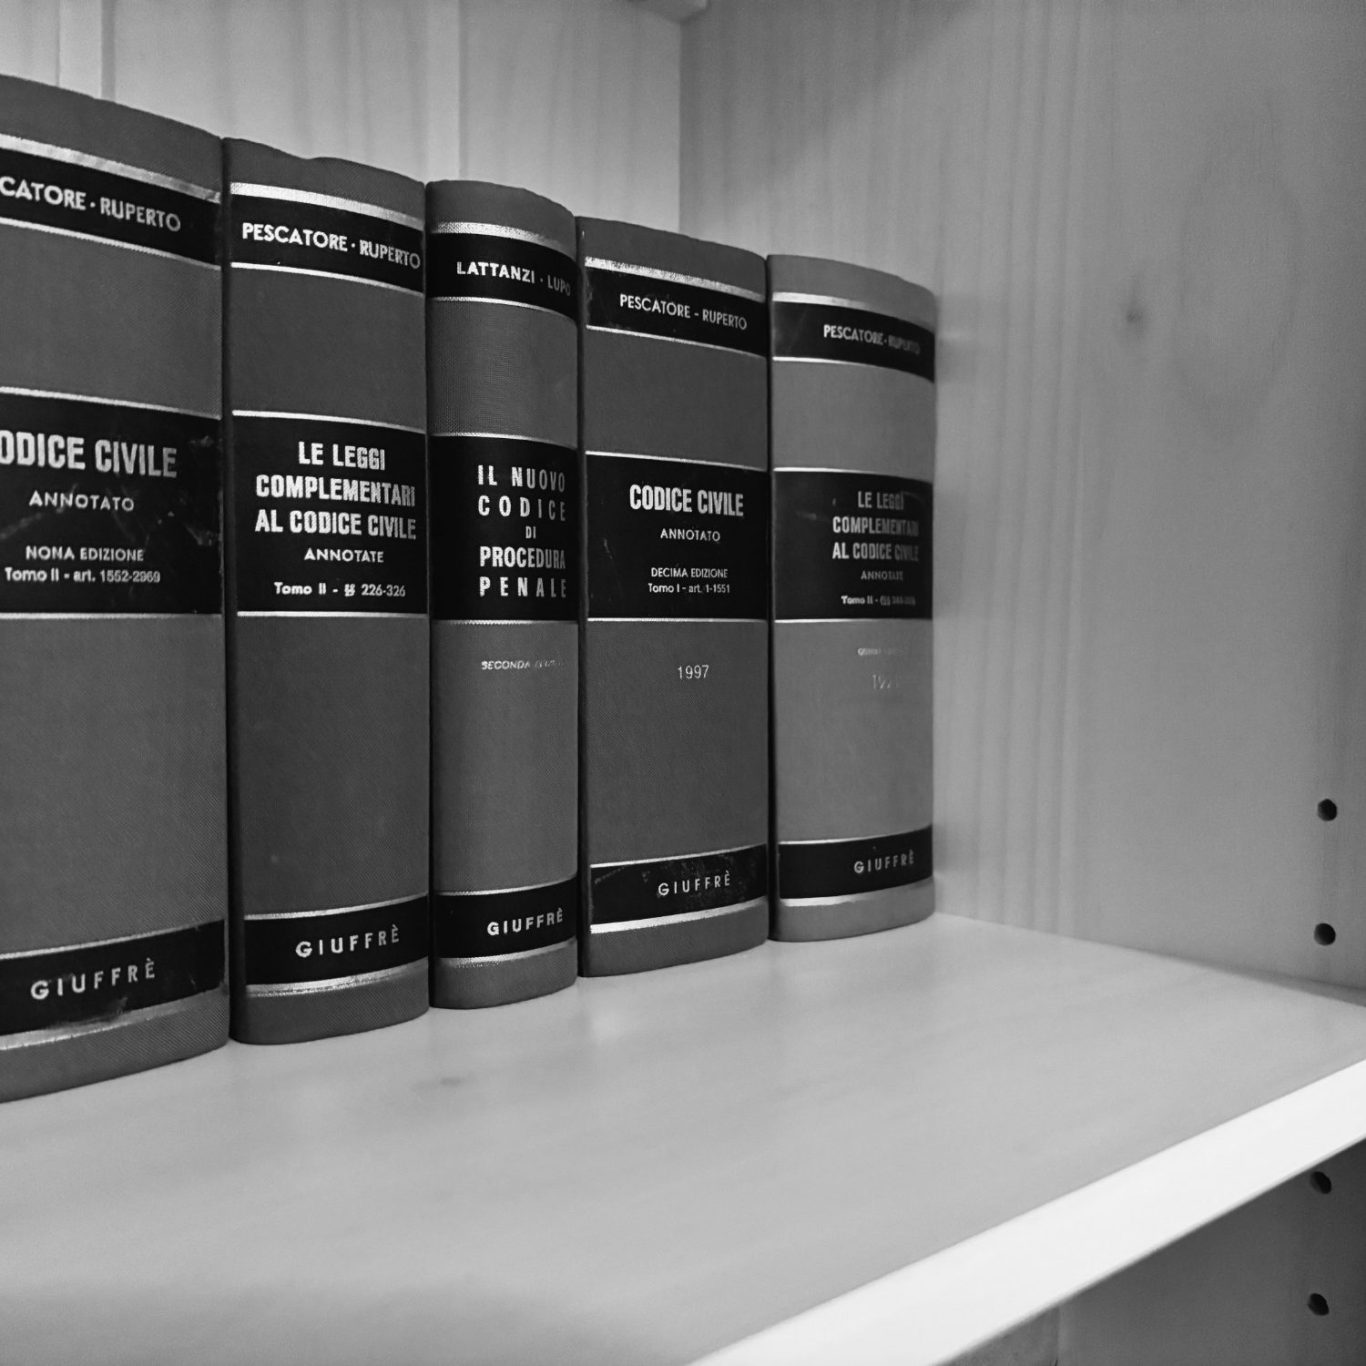 CATORE · RUPERTO
ODICE CIVILE
ANNOTATO
NONA EDIZIONE
Tomo II - art. 1552-2969
GIUFFRÈ
PESCATORE · RUPERTO
LE LEGGI
COMPLEMENTARI
AL CODICE CIVILE
ANNOTATE
Tomo II - §§ 226-326
GIUFFRÈ
LATTANZI · LUPO
IL NUOVO
CODICE
DI
PROCEDURA
PENALE
SECONDA
GIUFFRÈ
PESCATORE - RUPERTO
CODICE CIVILE
ANNOTATO
DECIMA EDIZIONE
Tomo I - art. 1-1551
1997
GIUFFRÈ
PESCATORE - RUPERTO
LE LEGGI
COMPLEMENTARI
AL CODICE CIVILE
ANNOTATE
Tomo II -
GIUFFRÈ